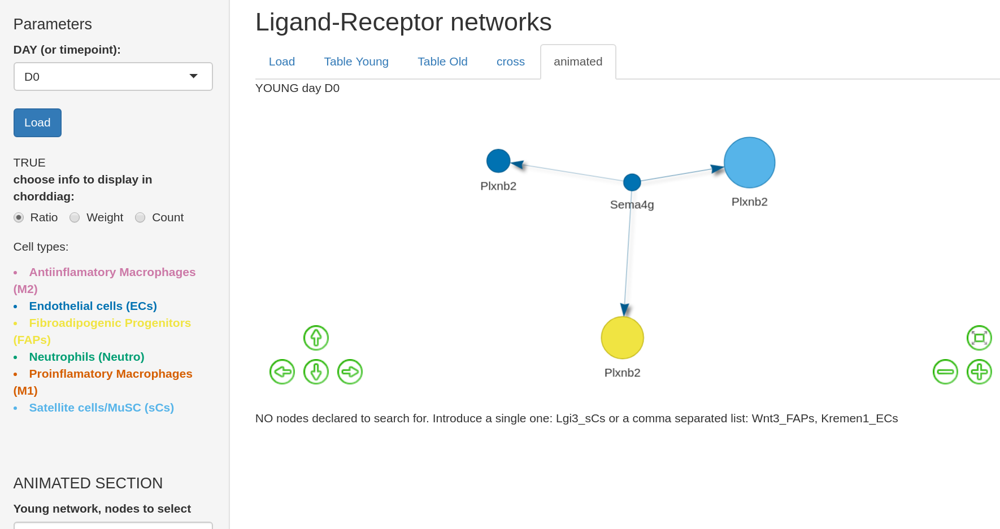 Parameters
DAY (or timepoint):
D0
Load
TRUE
choose info to display in
chorddiag:
Ratio Weight Count
Cell types:
• Antiinflamatory Macrophages
(M2)
• Endothelial cells (ECs)
• Fibroadipogenic Progenitors
(FAPs)
• Neutrophils (Neutro)
• Proinflamatory Macrophages
(M1)
• Satellite cells/MuSC (sCs)
ANIMATED SECTION
Young network, nodes to select
Ligand-Receptor networks
Load Table Young Table Old cross animated
YOUNG day D0
Plxnb2
Sema4g
Plxnb2
Plxnb2
NO nodes declared to search for. Introduce a single one: Lgi3_sCs or a comma separated list: Wnt3_FAPs, Kremen1_ECs